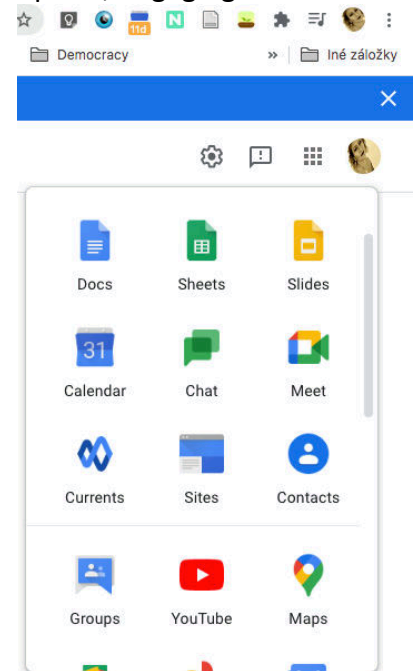 11d N
Democracy » Iné záložky
Docs Sheets Slides
31
Calendar Chat Meet
Currents Sites Contacts
Groups YouTube Maps